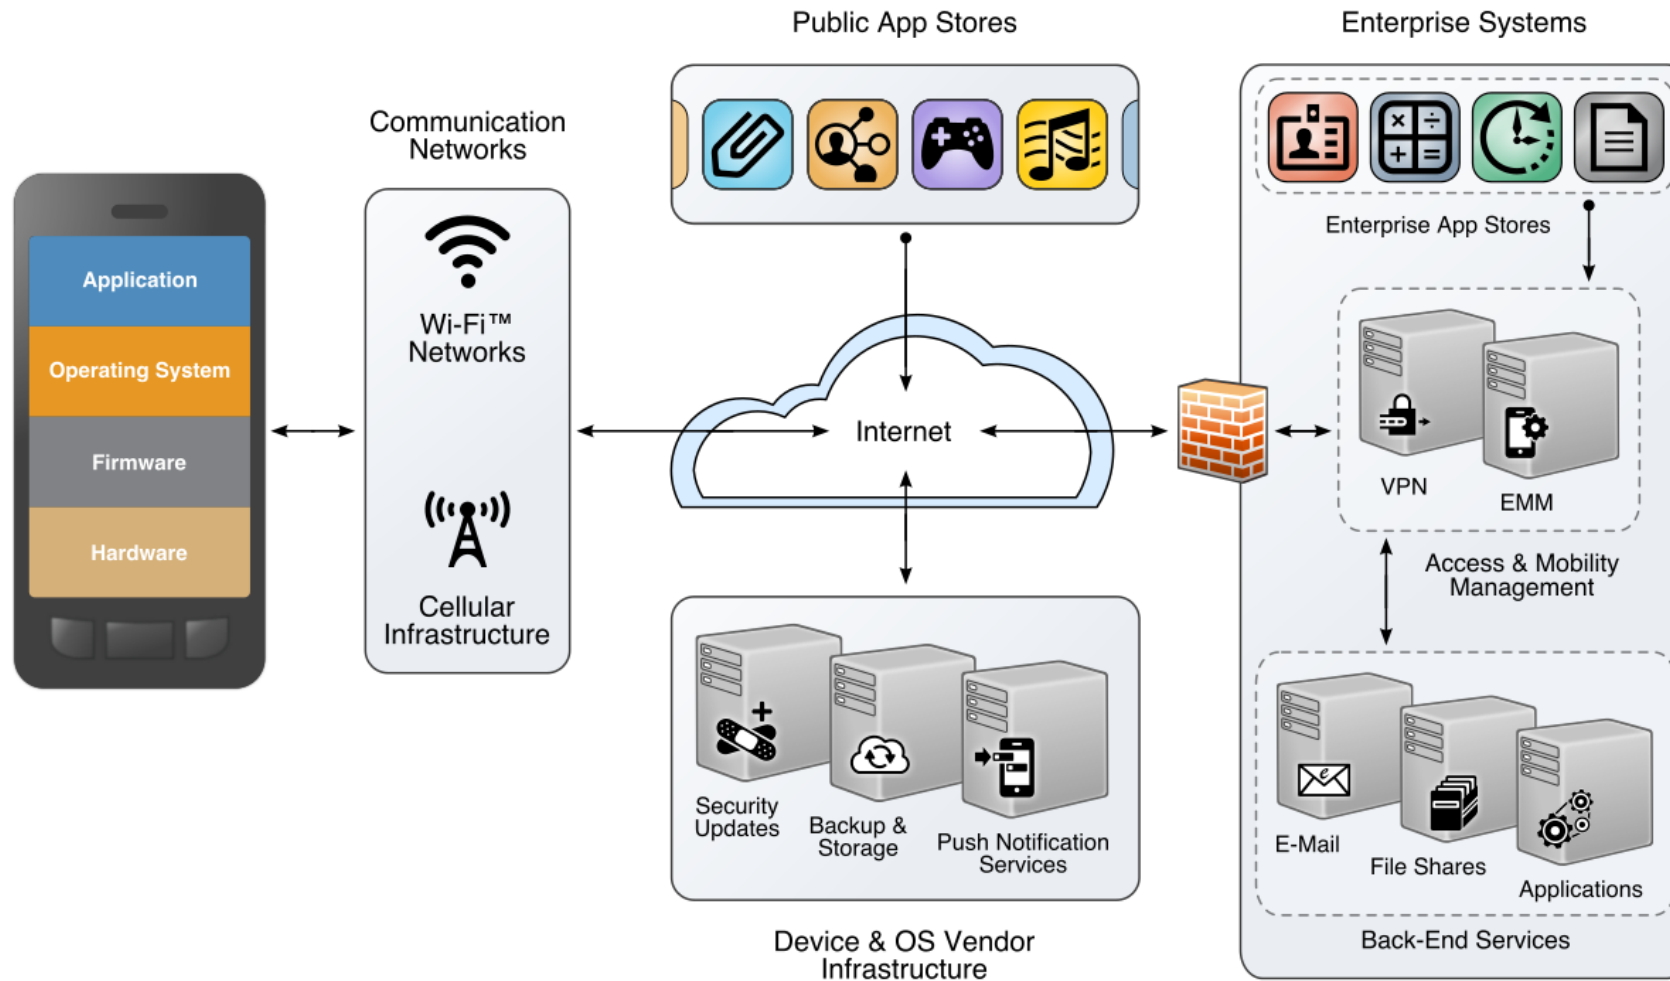 Public App Stores
Enterprise Systems
Communication
Networks
Enterprise App Stores
Application
Operating System
Firmware
Hardware
Wi-Fi™
Networks
Cellular
Infrastructure
Internet
VPN
EMM
Access & Mobility
Management
Security
Updates
Backup &
Storage
Push Notification
Services
Device & OS Vendor
Infrastructure
e
E-Mail
File Shares
Applications
Back-End Services